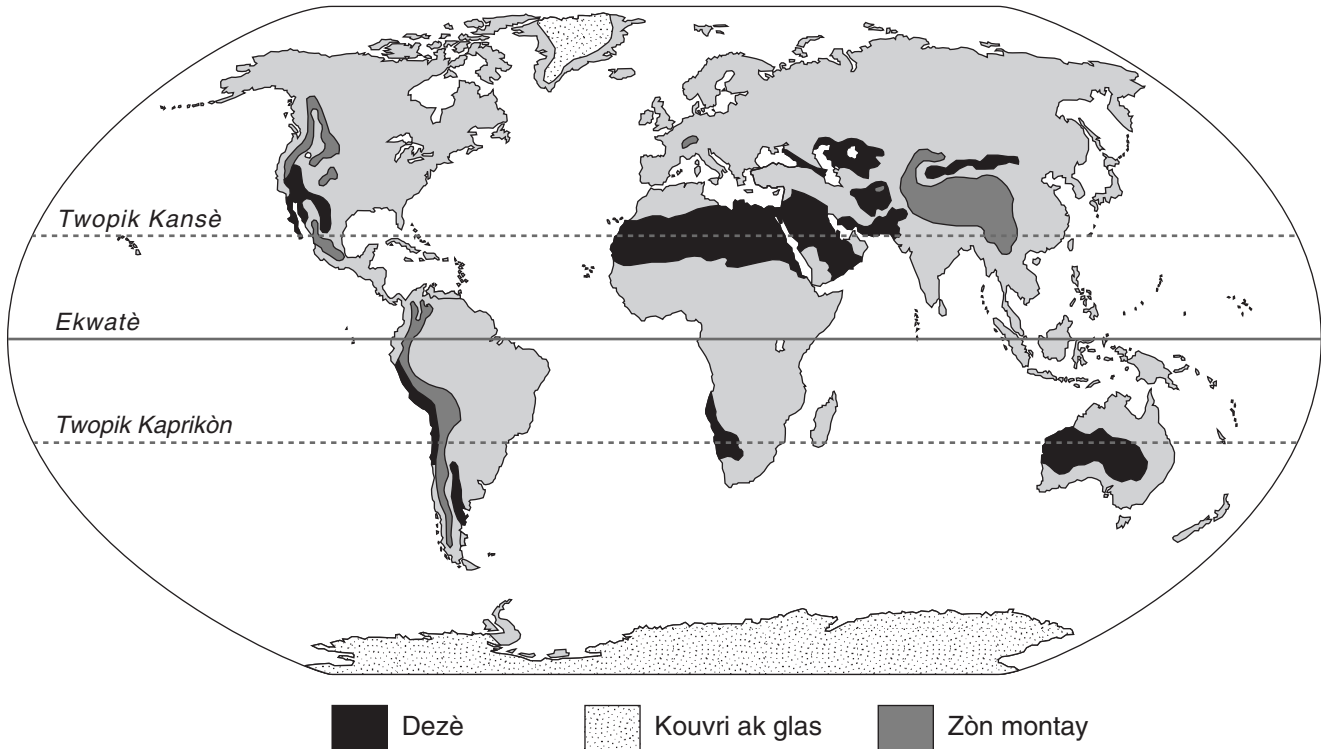 Twopik Kansè
Ekwatè
Twopik Kaprikòn
Dezè
Kouvri ak glas
Zòn montay